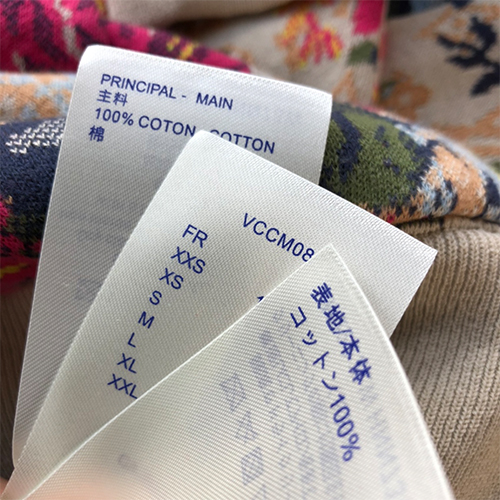 PRINCIPAL - MAIN
主料
100% COTON - COTTON
棉
VCCM08
FR
XXS
XS
S
M
L
XL
XXL
表地/本体
コットン100%